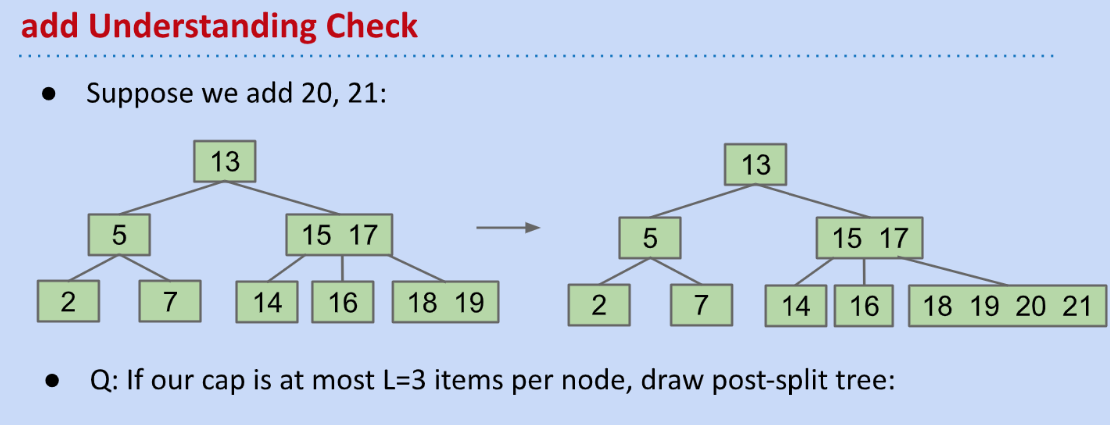 add Understanding Check
● Suppose we add 20, 21:
13 13
5 15 17 5 15 17
2 7 14 16 18 19 2 7 14 16 18 19 20 21
● Q: If our cap is at most L=3 items per node, draw post-split tree: